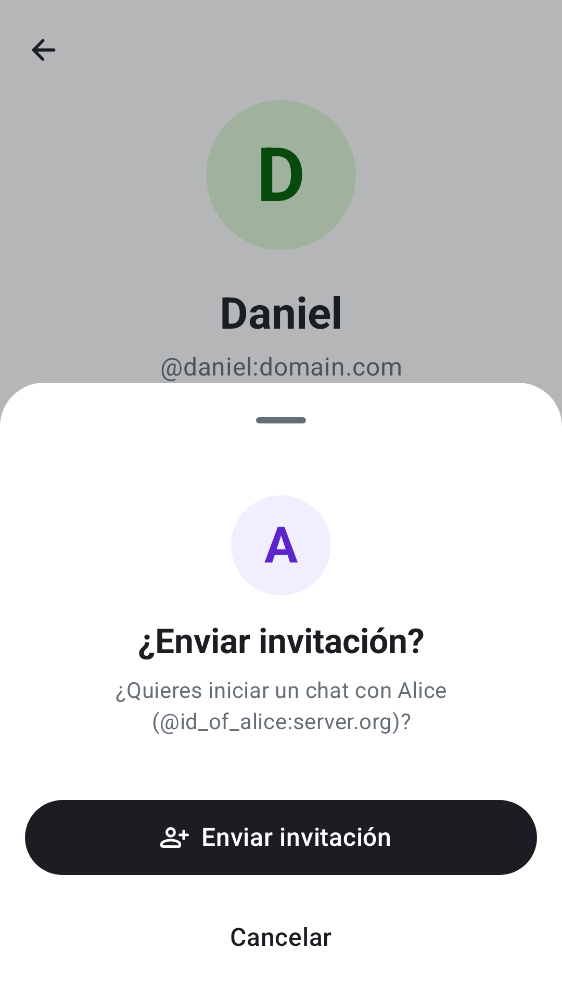 D
Daniel
@daniel:domain.com
A
¿Enviar invitación?
¿Quieres iniciar un chat con Alice
(@id_of_alice:server.org)?
Enviar invitación
Cancelar